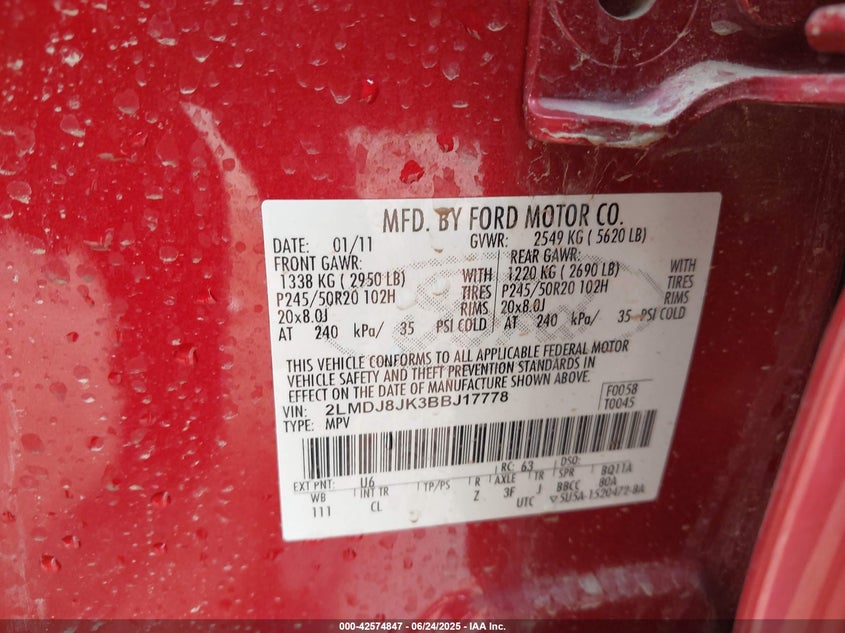 MFD. BY FORD MOTOR CO.
DATE: 01/11 GVWR: 2549 KG ( 5620 LB)
FRONT GAWR: REAR GAWR:
1338 KG ( 2950 LB) WITH 1220 KG ( 2690 LB) WITH
P245/50R20 102H TIRES P245/50R20 102H TIRES
20x8.0J RIMS 20x8.0J RIMS
AT 240 kPa/ 35 PSI COLD AT 240 kPa/ 35 PSI COLD
THIS VEHICLE CONFORMS TO ALL APPLICABLE FEDERAL MOTOR
VEHICLE SAFETY AND THEFT PREVENTION STANDARDS IN
EFFECT ON THE DATE OF MANUFACTURE SHOWN ABOVE.
VIN: 2LMDJ8JK3BBJ17778 F0058
TYPE: MPV T0045
EXT PNT: U6 RC: 63 DSO:
WB INT TR TP/PS R AXLE TR SPR BQ11A
111 CL Z 3F J BBCC 80A
UTC ▽5U5A-1520472-BA
000-42574847 | 06/24/2025 - IAA Inc.